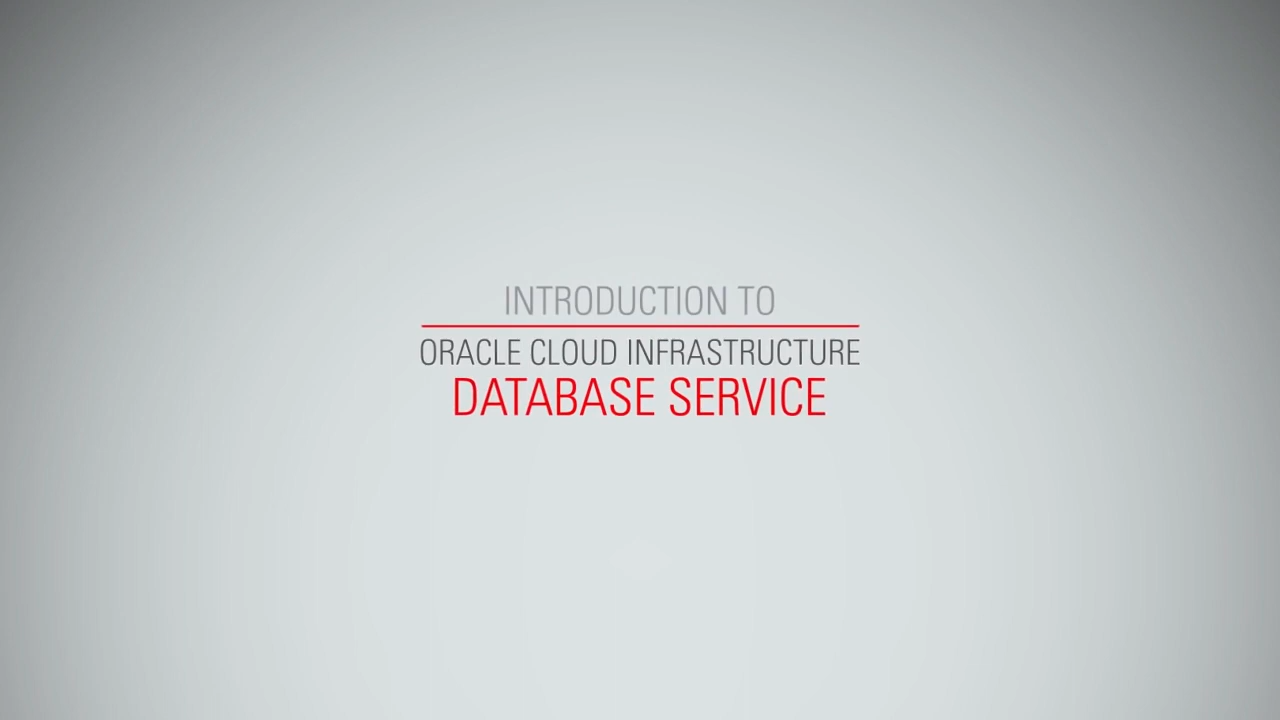 INTRODUCTION TO
ORACLE CLOUD INFRASTRUCTURE
DATABASE SERVICE